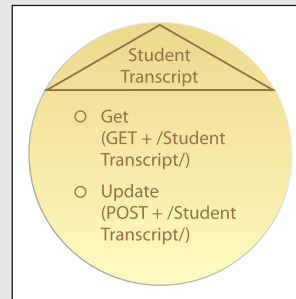 Student
Transcript
Get
(GET + /Student
Transcript/)
Update
(POST + /Student
Transcript/)